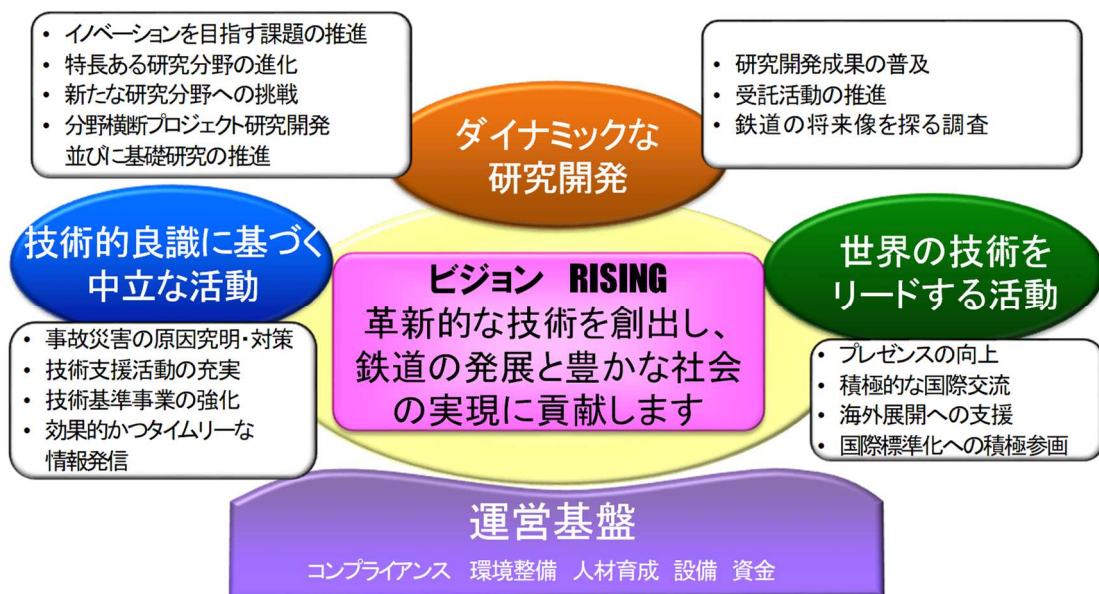 • イノベーションを目指す課題の推進
• 特長ある研究分野の進化
• 新たな研究分野への挑戦
• 分野横断プロジェクト研究開発
並びに基礎研究の推進
ダイナミックな
研究開発
• 研究開発成果の普及
• 受託活動の推進
• 鉄道の将来像を探る調査
技術的良識に基づく
中立な活動
• 事故災害の原因究明・対策
• 技術支援活動の充実
• 技術基準事業の強化
• 効果的かつタイムリーな
情報発信
ビジョン RISING
革新的な技術を創出し、
鉄道の発展と豊かな社会
の実現に貢献します
世界の技術を
リードする活動
• プレゼンスの向上
• 積極的な国際交流
• 海外展開への支援
• 国際標準化への積極参画
運営基盤
コンプライアンス 環境整備 人材育成 設備 資金